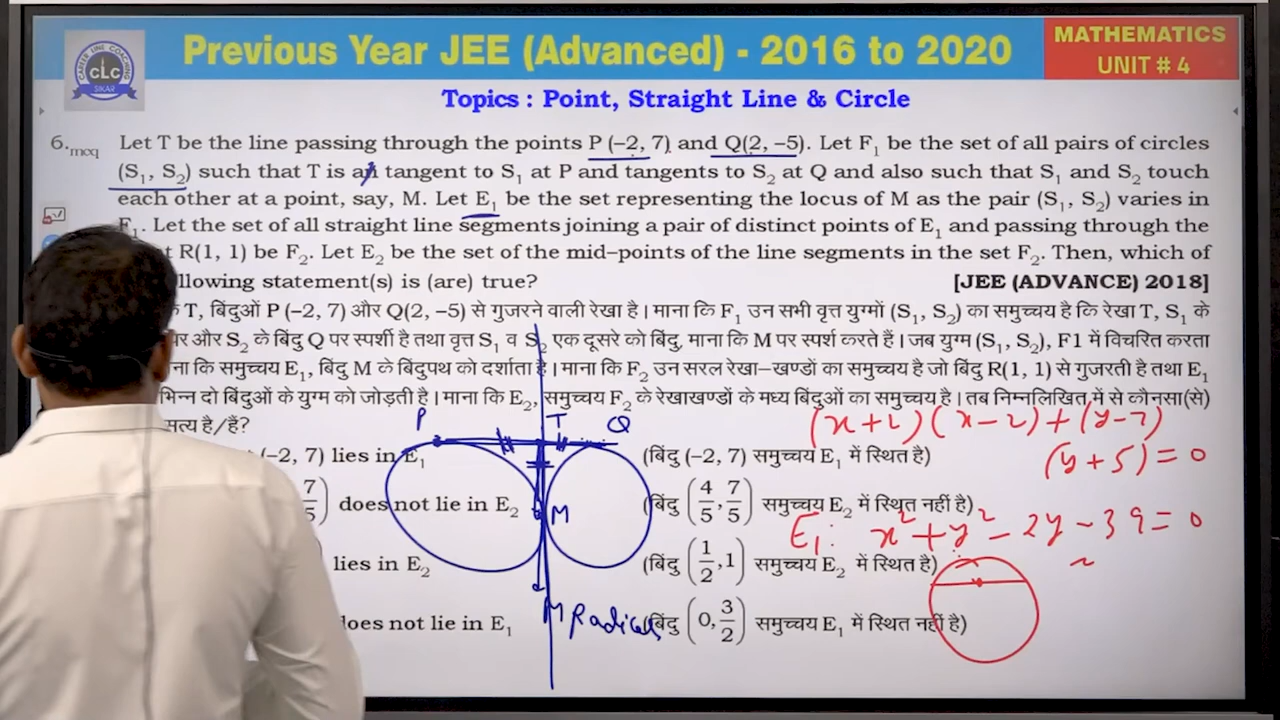 CAREER LINE COACHING
CLC
SIKAR
Previous Year JEE (Advanced) - 2016 to 2020
MATHEMATICS
UNIT # 4
Topics : Point, Straight Line & Circle
6.mcq Let T be the line passing through the points P (–2, 7) and Q(2, –5). Let F₁ be the set of all pairs of circles
(S₁, S₂) such that T is an tangent to S₁ at P and tangents to S₂ at Q and also such that S₁ and S₂ touch
each other at a point, say, M. Let E₁ be the set representing the locus of M as the pair (S₁, S₂) varies in
F₁. Let the set of all straight line segments joining a pair of distinct points of E₁ and passing through the
R(1, 1) be F₂. Let E₂ be the set of the mid–points of the line segments in the set F₂. Then, which of
llowing statement(s) is (are) true? [JEE (ADVANCE) 2018]
T, बिंदुओं P (–2, 7) और Q(2, –5) से गुजरने वाली रेखा है। माना कि F₁ उन सभी वृत्त युग्मों (S₁, S₂) का समुच्चय है कि रेखा T, S₁ के
पर और S₂ के बिंदु Q पर स्पर्शी है तथा वृत्त S₁ व S₂ एक दूसरे को बिंदु, माना कि M पर स्पर्श करते हैं। जब युग्म (S₁, S₂), F1 में विचरित करता
ना कि समुच्चय E₁, बिंदु M के बिंदुपथ को दर्शाता है। माना कि F₂ उन सरल रेखा–खण्डों का समुच्चय है जो बिंदु R(1, 1) से गुजरती है तथा E₁
भिन्न दो बिंदुओं के युग्म को जोड़ती है। माना कि E₂, समुच्चय F₂ के रेखाखण्डों के मध्य बिंदुओं का समुच्चय है। तब निम्नलिखित में से कौनसा(से)
सत्य है/हैं?
P T Q
(x+2)(x-2)+(y-7)
(y+5)=0
(–2, 7) lies in E₁ (बिंदु (–2, 7) समुच्चय E₁ में स्थित है)
7/5) does not lie in E₂ (बिंदु (4/5, 7/5) समुच्चय E₂ में स्थित नहीं है)
M
E₁: x²+y²-2y-39=0
lies in E₂ (बिंदु (1/2, 1) समुच्चय E₂ में स्थित है)
M Radical
does not lie in E₁ (बिंदु (0, 3/2) समुच्चय E₁ में स्थित नहीं है)